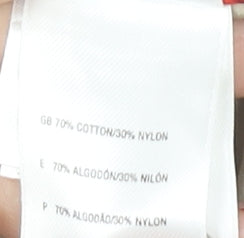 GB 70% COTTON/30% NYLON
E 70% ALGODÓN/30% NILÓN
P 70% ALGODÃO/30% NYLON